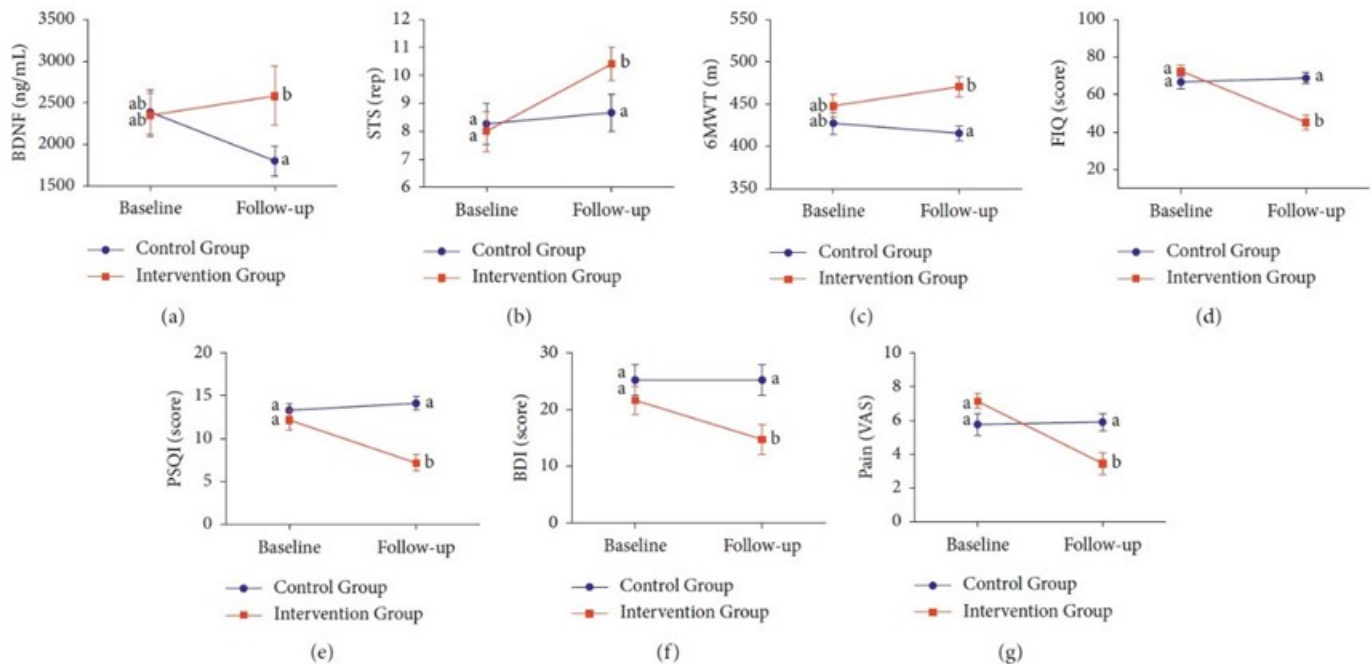 BDNF (ng/mL)
3500
3000
2500
2000
1500
ab
ab
b
a
Baseline
Follow-up
Control Group
Intervention Group
(a)
STS (rep)
12
11
10
9
8
7
6
a
a
b
a
Baseline
Follow-up
Control Group
Intervention Group
(b)
6MWT (m)
550
500
450
400
350
ab
ab
b
a
Baseline
Follow-up
Control Group
Intervention Group
(c)
FIQ (score)
100
80
60
40
20
a
a
a
b
Baseline
Follow-up
Control Group
Intervention Group
(d)
PSQI (score)
20
15
10
5
0
a
a
a
b
Baseline
Follow-up
Control Group
Intervention Group
(e)
BDI (score)
30
20
10
0
a
a
a
b
Baseline
Follow-up
Control Group
Intervention Group
(f)
Pain (VAS)
10
8
6
4
2
0
a
a
a
b
Baseline
Follow-up
Control Group
Intervention Group
(g)